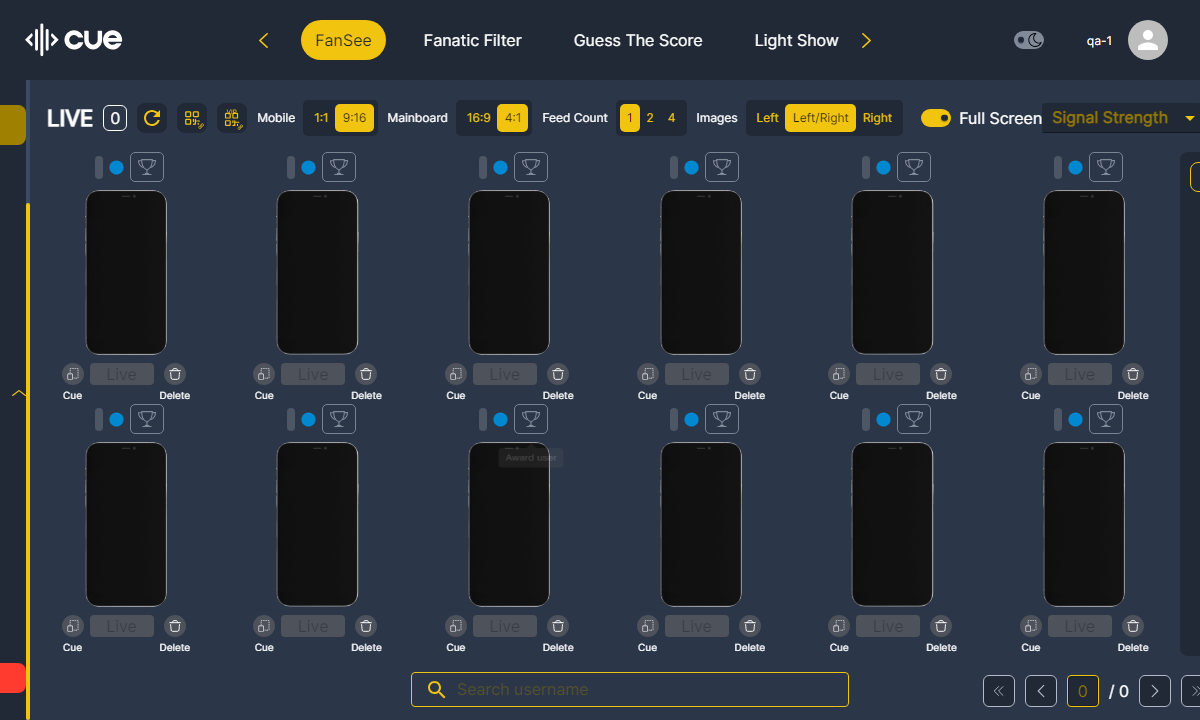 cue
FanSee
Fanatic Filter
Guess The Score
Light Show
qa-1
LIVE 0
Mobile 1:1 9:16
Mainboard 16:9 4:1
Feed Count 1 2 4
Images Left Left/Right Right
Full Screen
Signal Strength
Live Live Live Live Live Live
Cue Delete Cue Delete Cue Delete Cue Delete Cue Delete Cue Delete
Award user
Live Live Live Live Live Live
Cue Delete Cue Delete Cue Delete Cue Delete Cue Delete Cue Delete
Search username
0 / 0